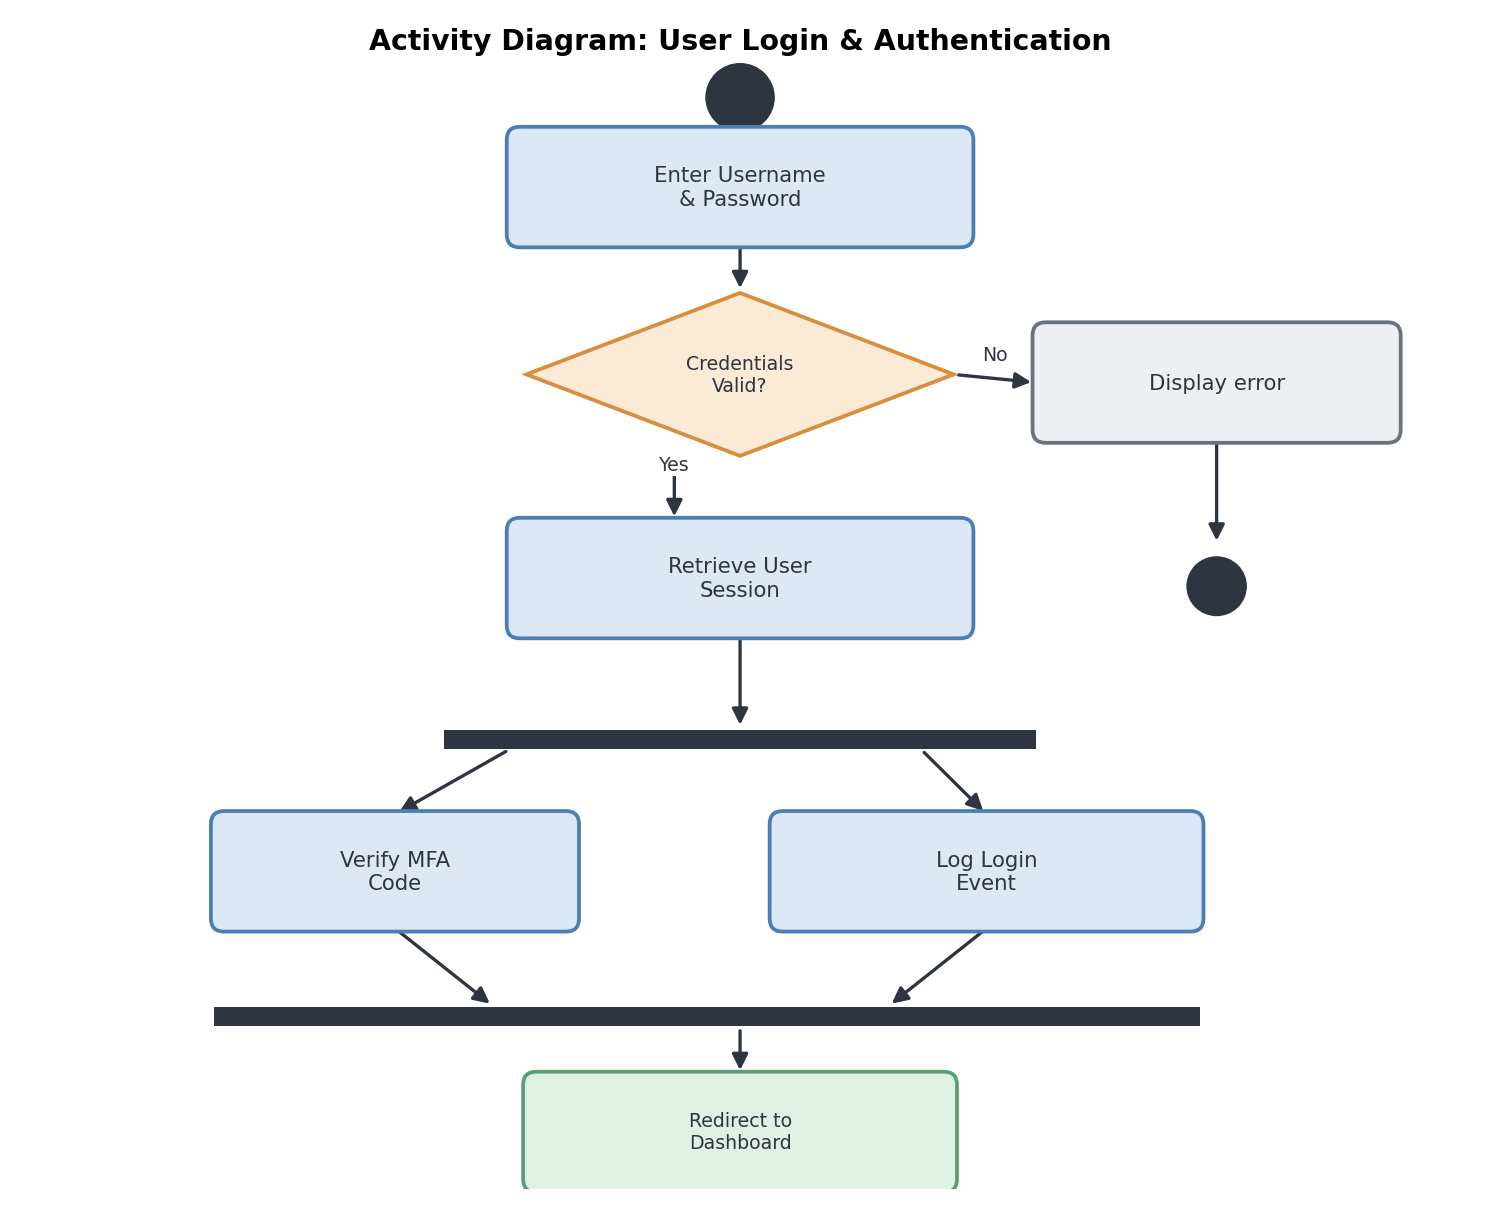 Activity Diagram: User Login & Authentication
Enter Username
& Password
Credentials
Valid?
No
Display error
Yes
Retrieve User
Session
Verify MFA
Code
Log Login
Event
Redirect to
Dashboard